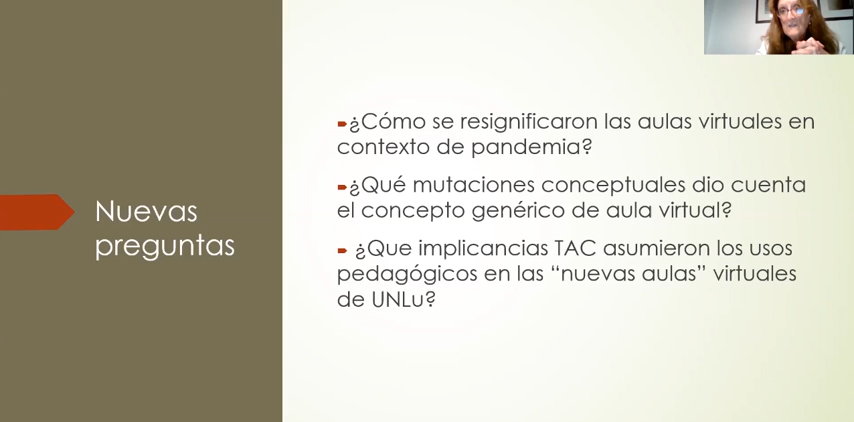 Nuevas
preguntas
¿Cómo se resignificaron las aulas virtuales en
contexto de pandemia?
¿Qué mutaciones conceptuales dio cuenta
el concepto genérico de aula virtual?
¿Que implicancias TAC asumieron los usos
pedagógicos en las “nuevas aulas” virtuales
de UNLu?